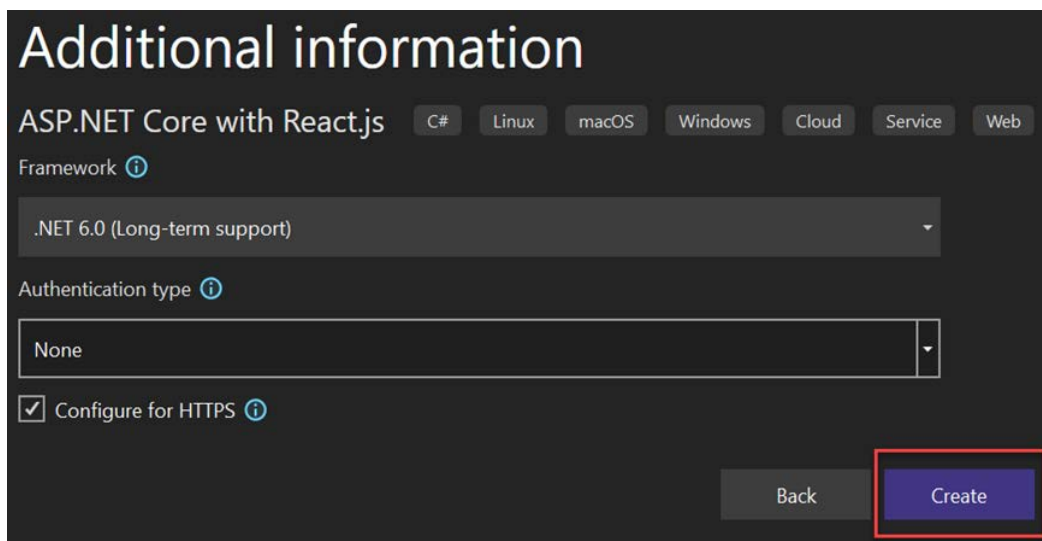 Additional information
ASP.NET Core with React.js C# Linux macOS Windows Cloud Service Web
Framework
.NET 6.0 (Long-term support)
Authentication type
None
Configure for HTTPS
Back Create